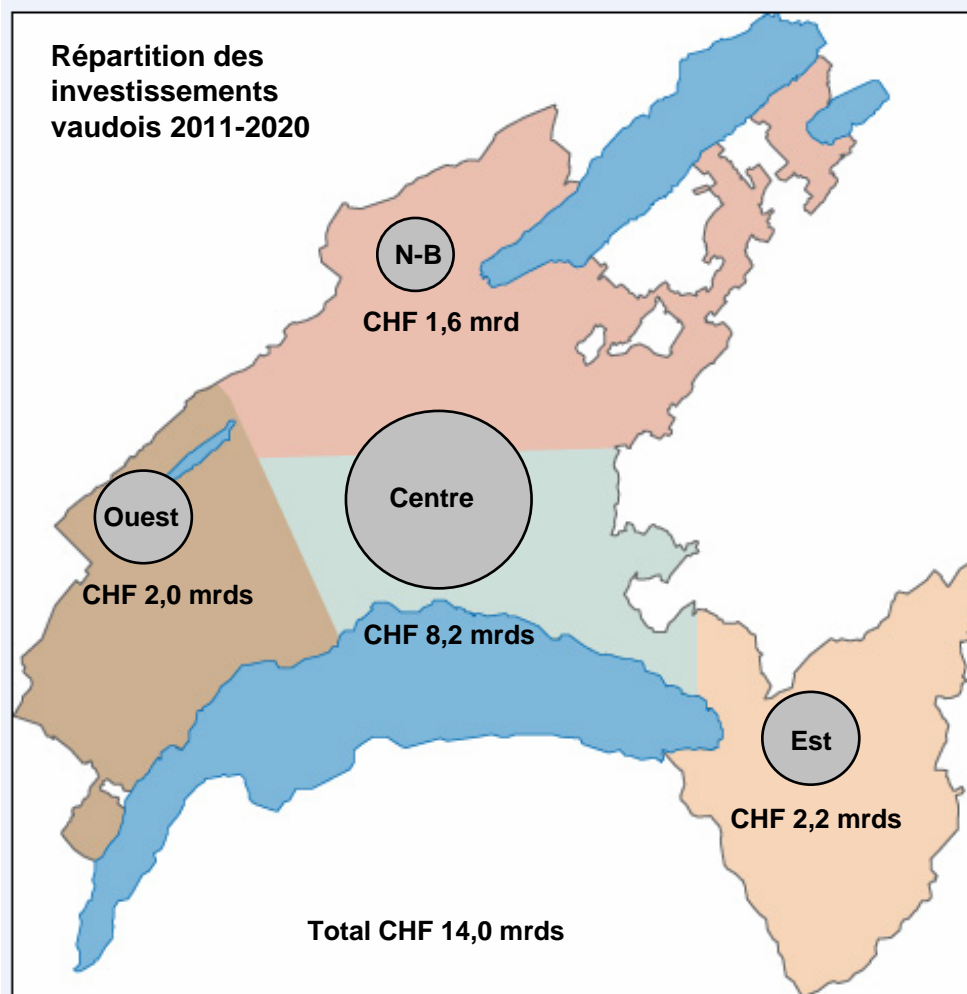 Répartition des
investissements
vaudois 2011-2020
N-B
CHF 1,6 mrd
Centre
Ouest
CHF 2,0 mrds
CHF 8,2 mrds
Est
CHF 2,2 mrds
Total CHF 14,0 mrds